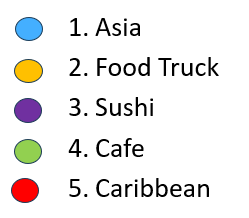 1. Asia
2. Food Truck
3. Sushi
4. Cafe
5. Caribbean